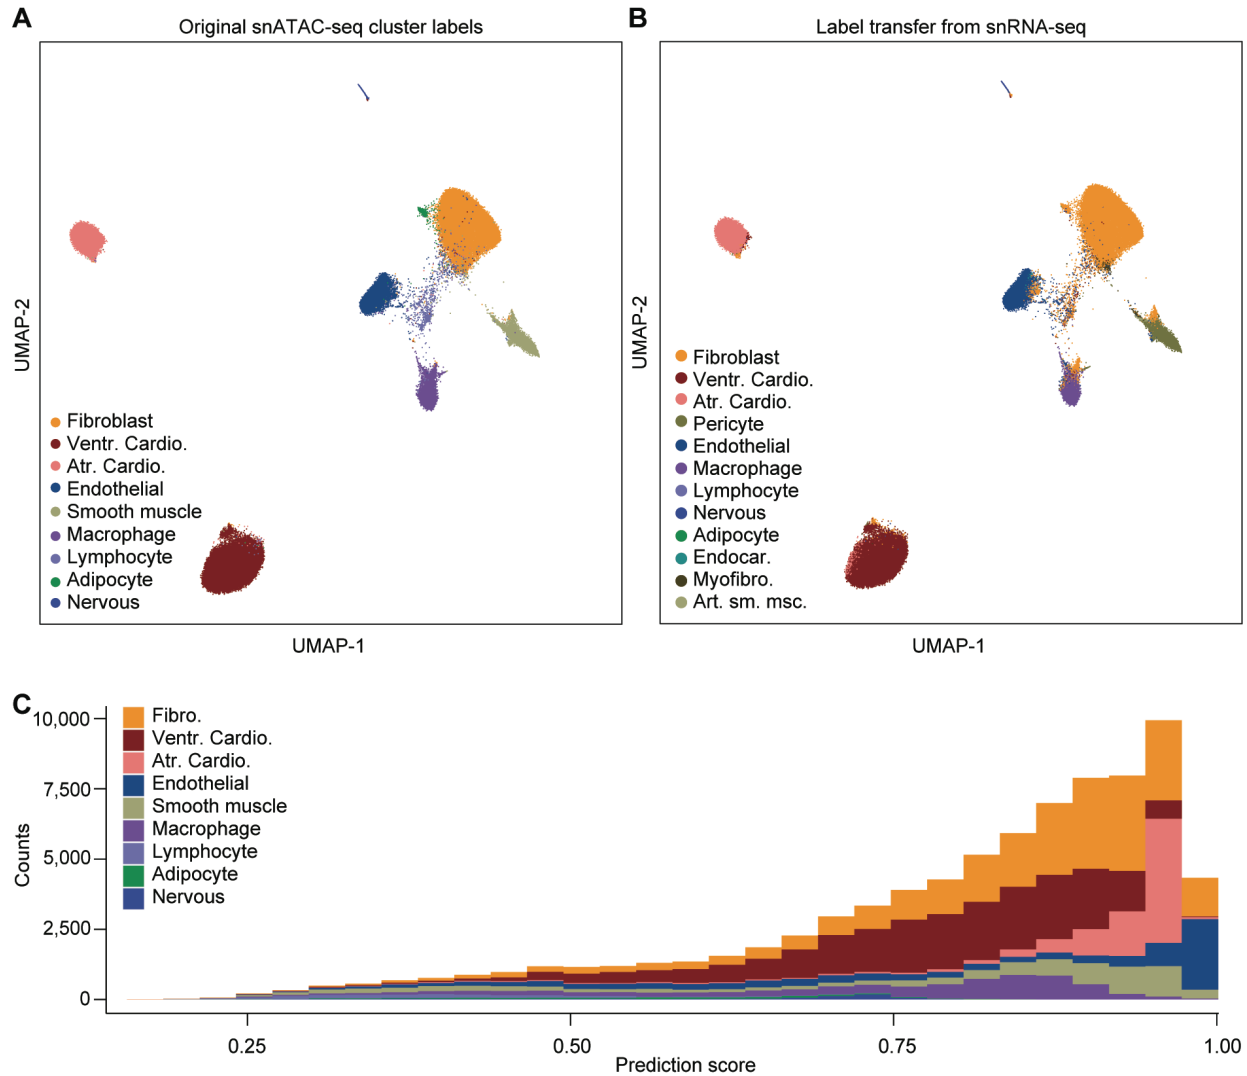 A
Original snATAC-seq cluster labels
UMAP-2
Fibroblast
Ventr. Cardio.
Atr. Cardio.
Endothelial
Smooth muscle
Macrophage
Lymphocyte
Adipocyte
Nervous
UMAP-1
B
Label transfer from snRNA-seq
UMAP-2
Fibroblast
Ventr. Cardio.
Atr. Cardio.
Pericyte
Endothelial
Macrophage
Lymphocyte
Nervous
Adipocyte
Endocar.
Myofibro.
Art. sm. msc.
UMAP-1
C
Counts
10,000
7,500
5,000
2,500
0
Fibro.
Ventr. Cardio.
Atr. Cardio.
Endothelial
Smooth muscle
Macrophage
Lymphocyte
Adipocyte
Nervous
0.25
0.50
0.75
1.00
Prediction score